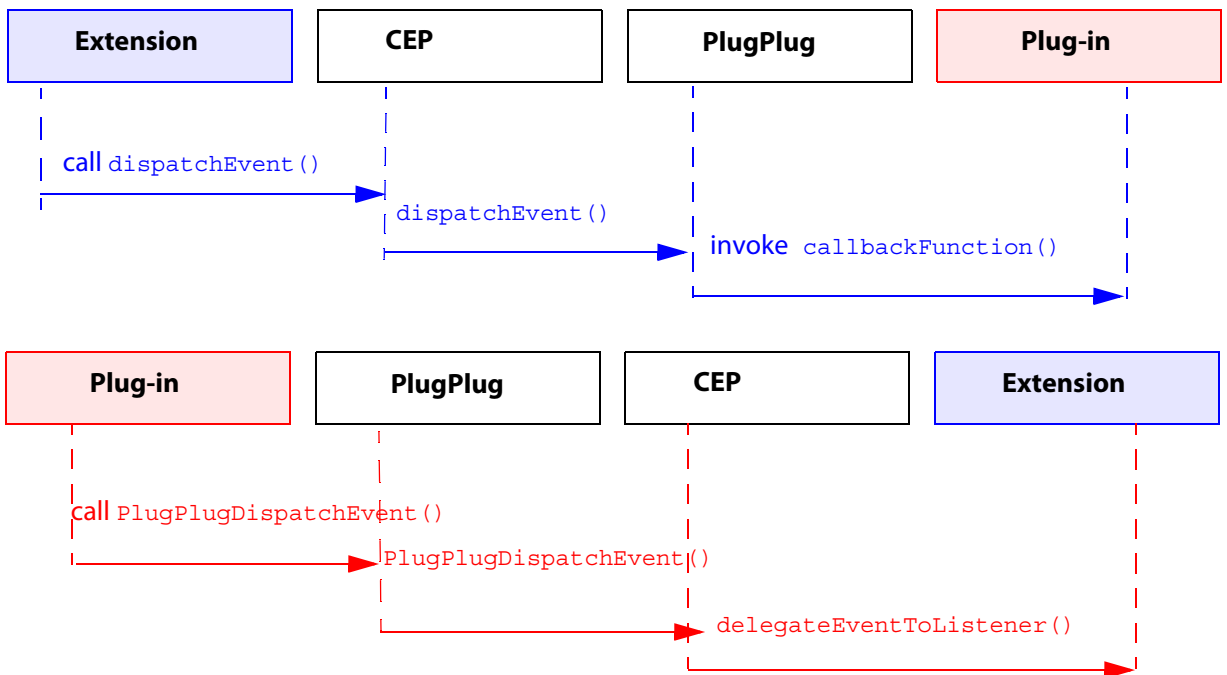 Extension CEP PlugPlug Plug-in
call dispatchEvent()
dispatchEvent()
invoke callbackFunction()
Plug-in PlugPlug CEP Extension
call PlugPlugDispatchEvent()
PlugPlugDispatchEvent()
delegateEventToListener()